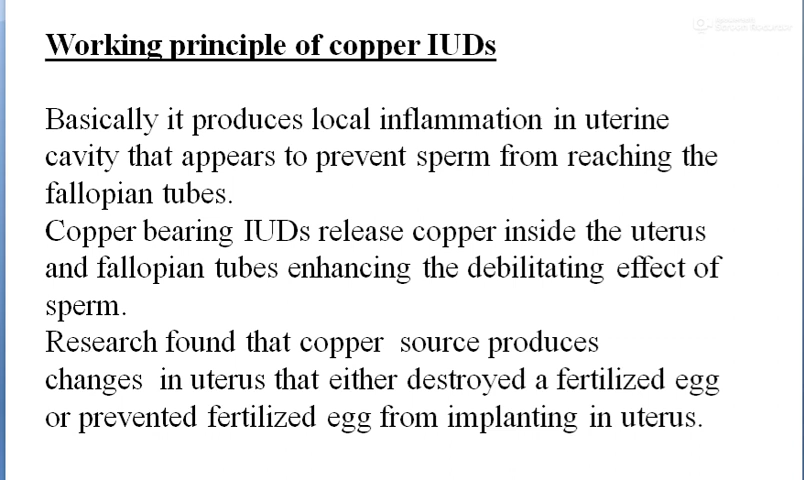 Working principle of copper IUDs
Basically it produces local inflammation in uterine
cavity that appears to prevent sperm from reaching the
fallopian tubes.
Copper bearing IUDs release copper inside the uterus
and fallopian tubes enhancing the debilitating effect of
sperm.
Research found that copper source produces
changes in uterus that either destroyed a fertilized egg
or prevented fertilized egg from implanting in uterus.